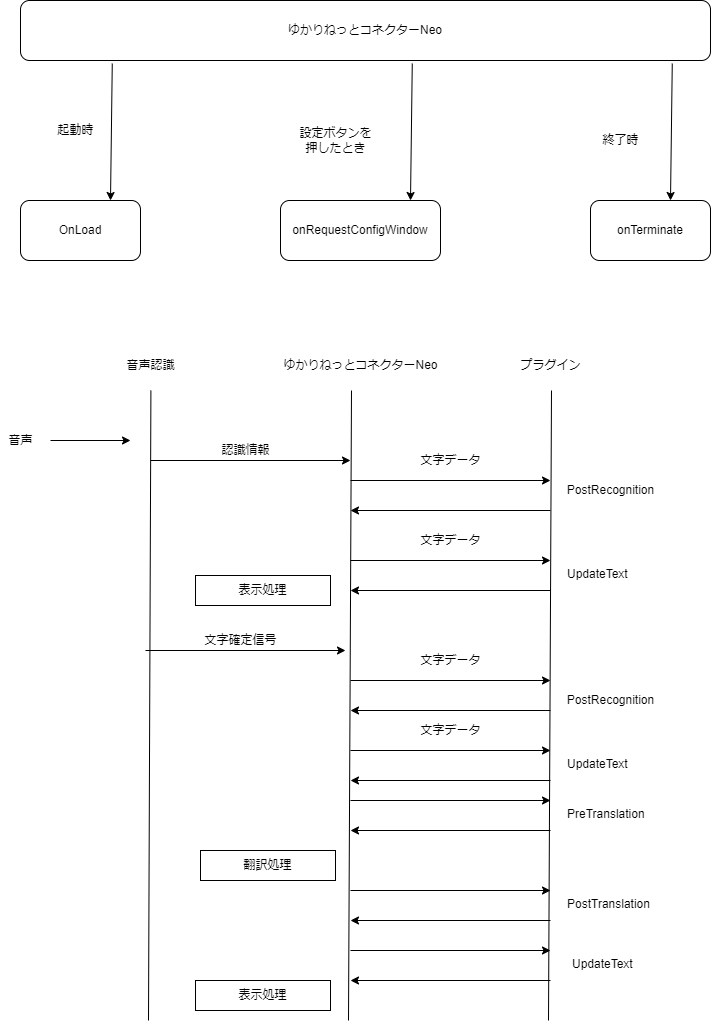 ゆかりねっとコネクターNeo
起動時
設定ボタンを
押したとき
終了時
OnLoad
onRequestConfigWindow
onTerminate
音声認識
ゆかりねっとコネクターNeo
プラグイン
音声
認識情報
文字データ
PostRecognition
文字データ
UpdateText
表示処理
文字確定信号
文字データ
PostRecognition
文字データ
UpdateText
PreTranslation
翻訳処理
PostTranslation
UpdateText
表示処理